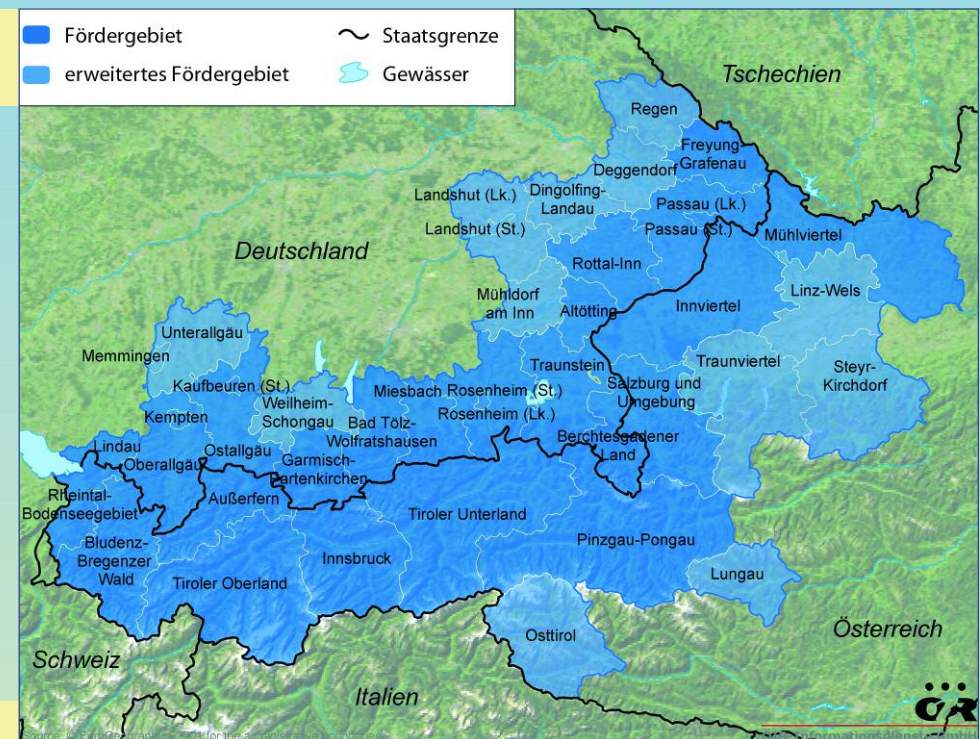 Fördergebiet
Staatsgrenze
erweitertes Fördergebiet
Gewässer
Tschechien
Regen
Freyung-
Grafenau
Deggendorf
Landshut (Lk.)
Dingolfing-
Landau
Passau (Lk.)
Landshut (St.)
Passau (St.)
Mühlviertel
Deutschland
Rottal-Inn
Linz-Wels
Mühldorf
am Inn
Altötting
Innviertel
Unterallgäu
Memmingen
Traunstein
Traunviertel
Steyr-
Kirchdorf
Kaufbeuren (St.)
Miesbach
Rosenheim (St.)
Salzburg und
Umgebung
Weilheim-
Schongau
Kempten
Rosenheim (Lk.)
Bad Tölz-
Wolfratshausen
Berchtesgadener
Land
Lindau
Ostallgäu
Oberallgäu
Garmisch-
Partenkirchen
Rheintal-
Bodenseegebiet
Außerfern
Tiroler Unterland
Bludenz-
Bregenzer
Wald
Innsbruck
Pinzgau-Pongau
Tiroler Oberland
Lungau
Osttirol
Österreich
Schweiz
Italien